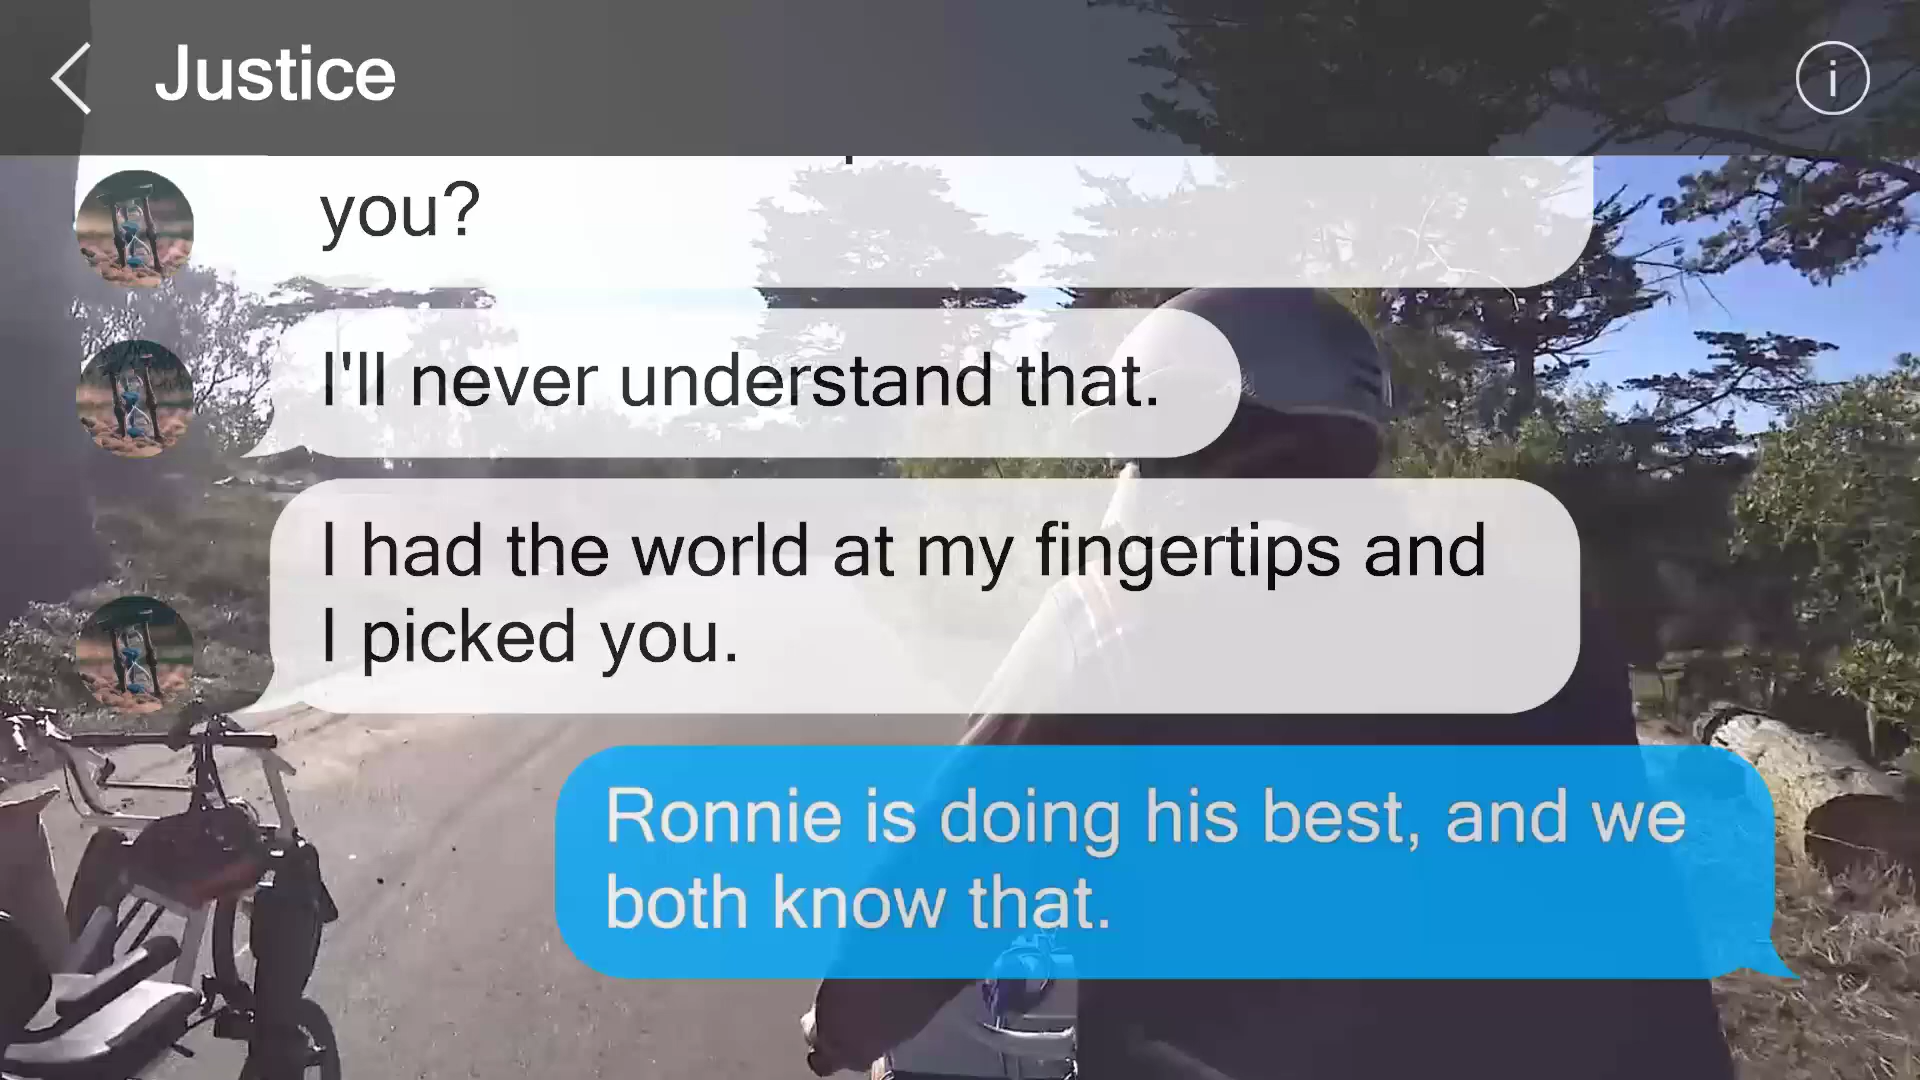 Justice
you?
I'll never understand that.
I had the world at my fingertips and
I picked you.
Ronnie is doing his best, and we
both know that.